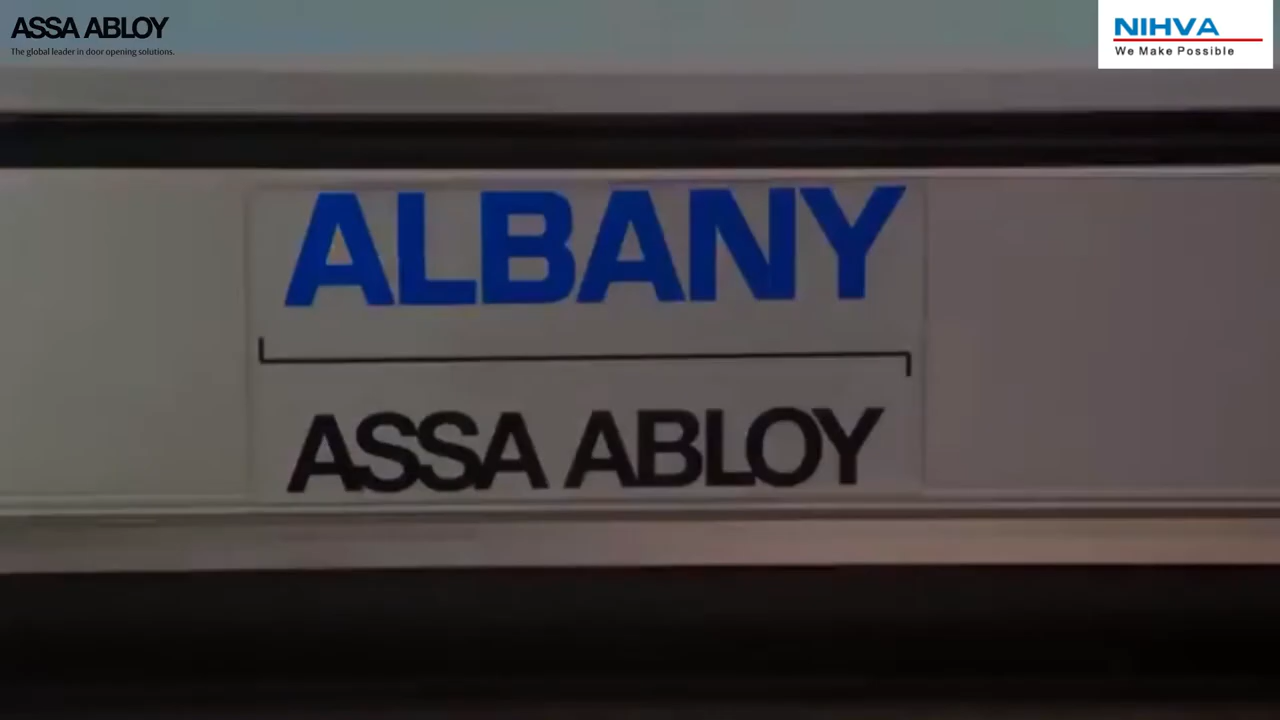 ASSA ABLOY
The global leader in door opening solutions.
NIHVA
We Make Possible
ALBANY
ASSA ABLOY